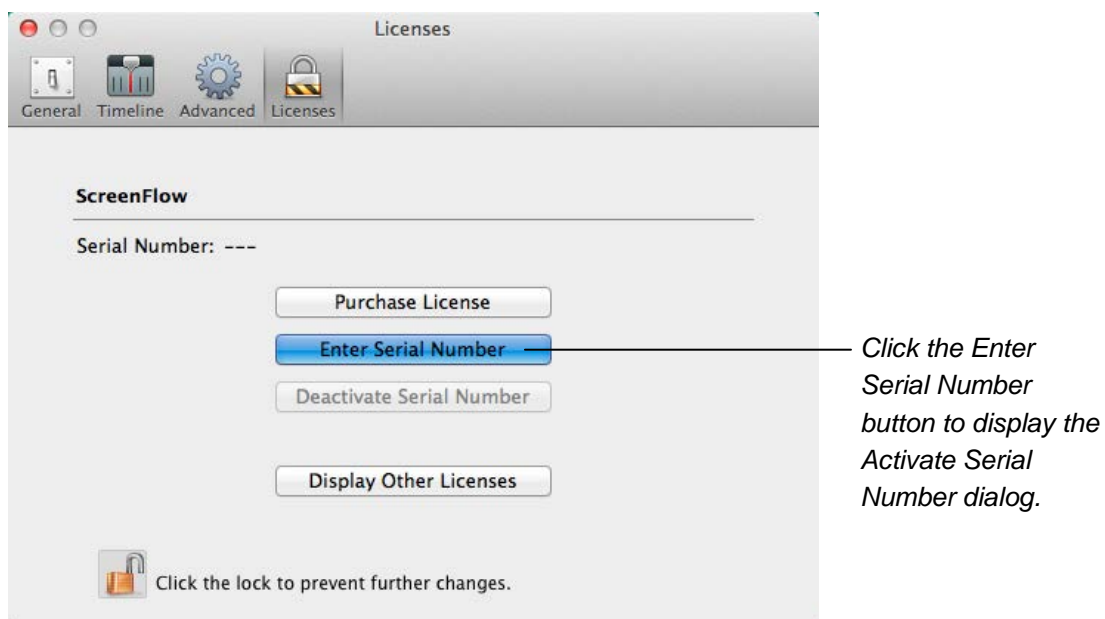 Licenses
General Timeline Advanced Licenses
ScreenFlow
Serial Number: ---
Purchase License
Enter Serial Number
Deactivate Serial Number
Display Other Licenses
Click the lock to prevent further changes.
Click the Enter
Serial Number
button to display the
Activate Serial
Number dialog.